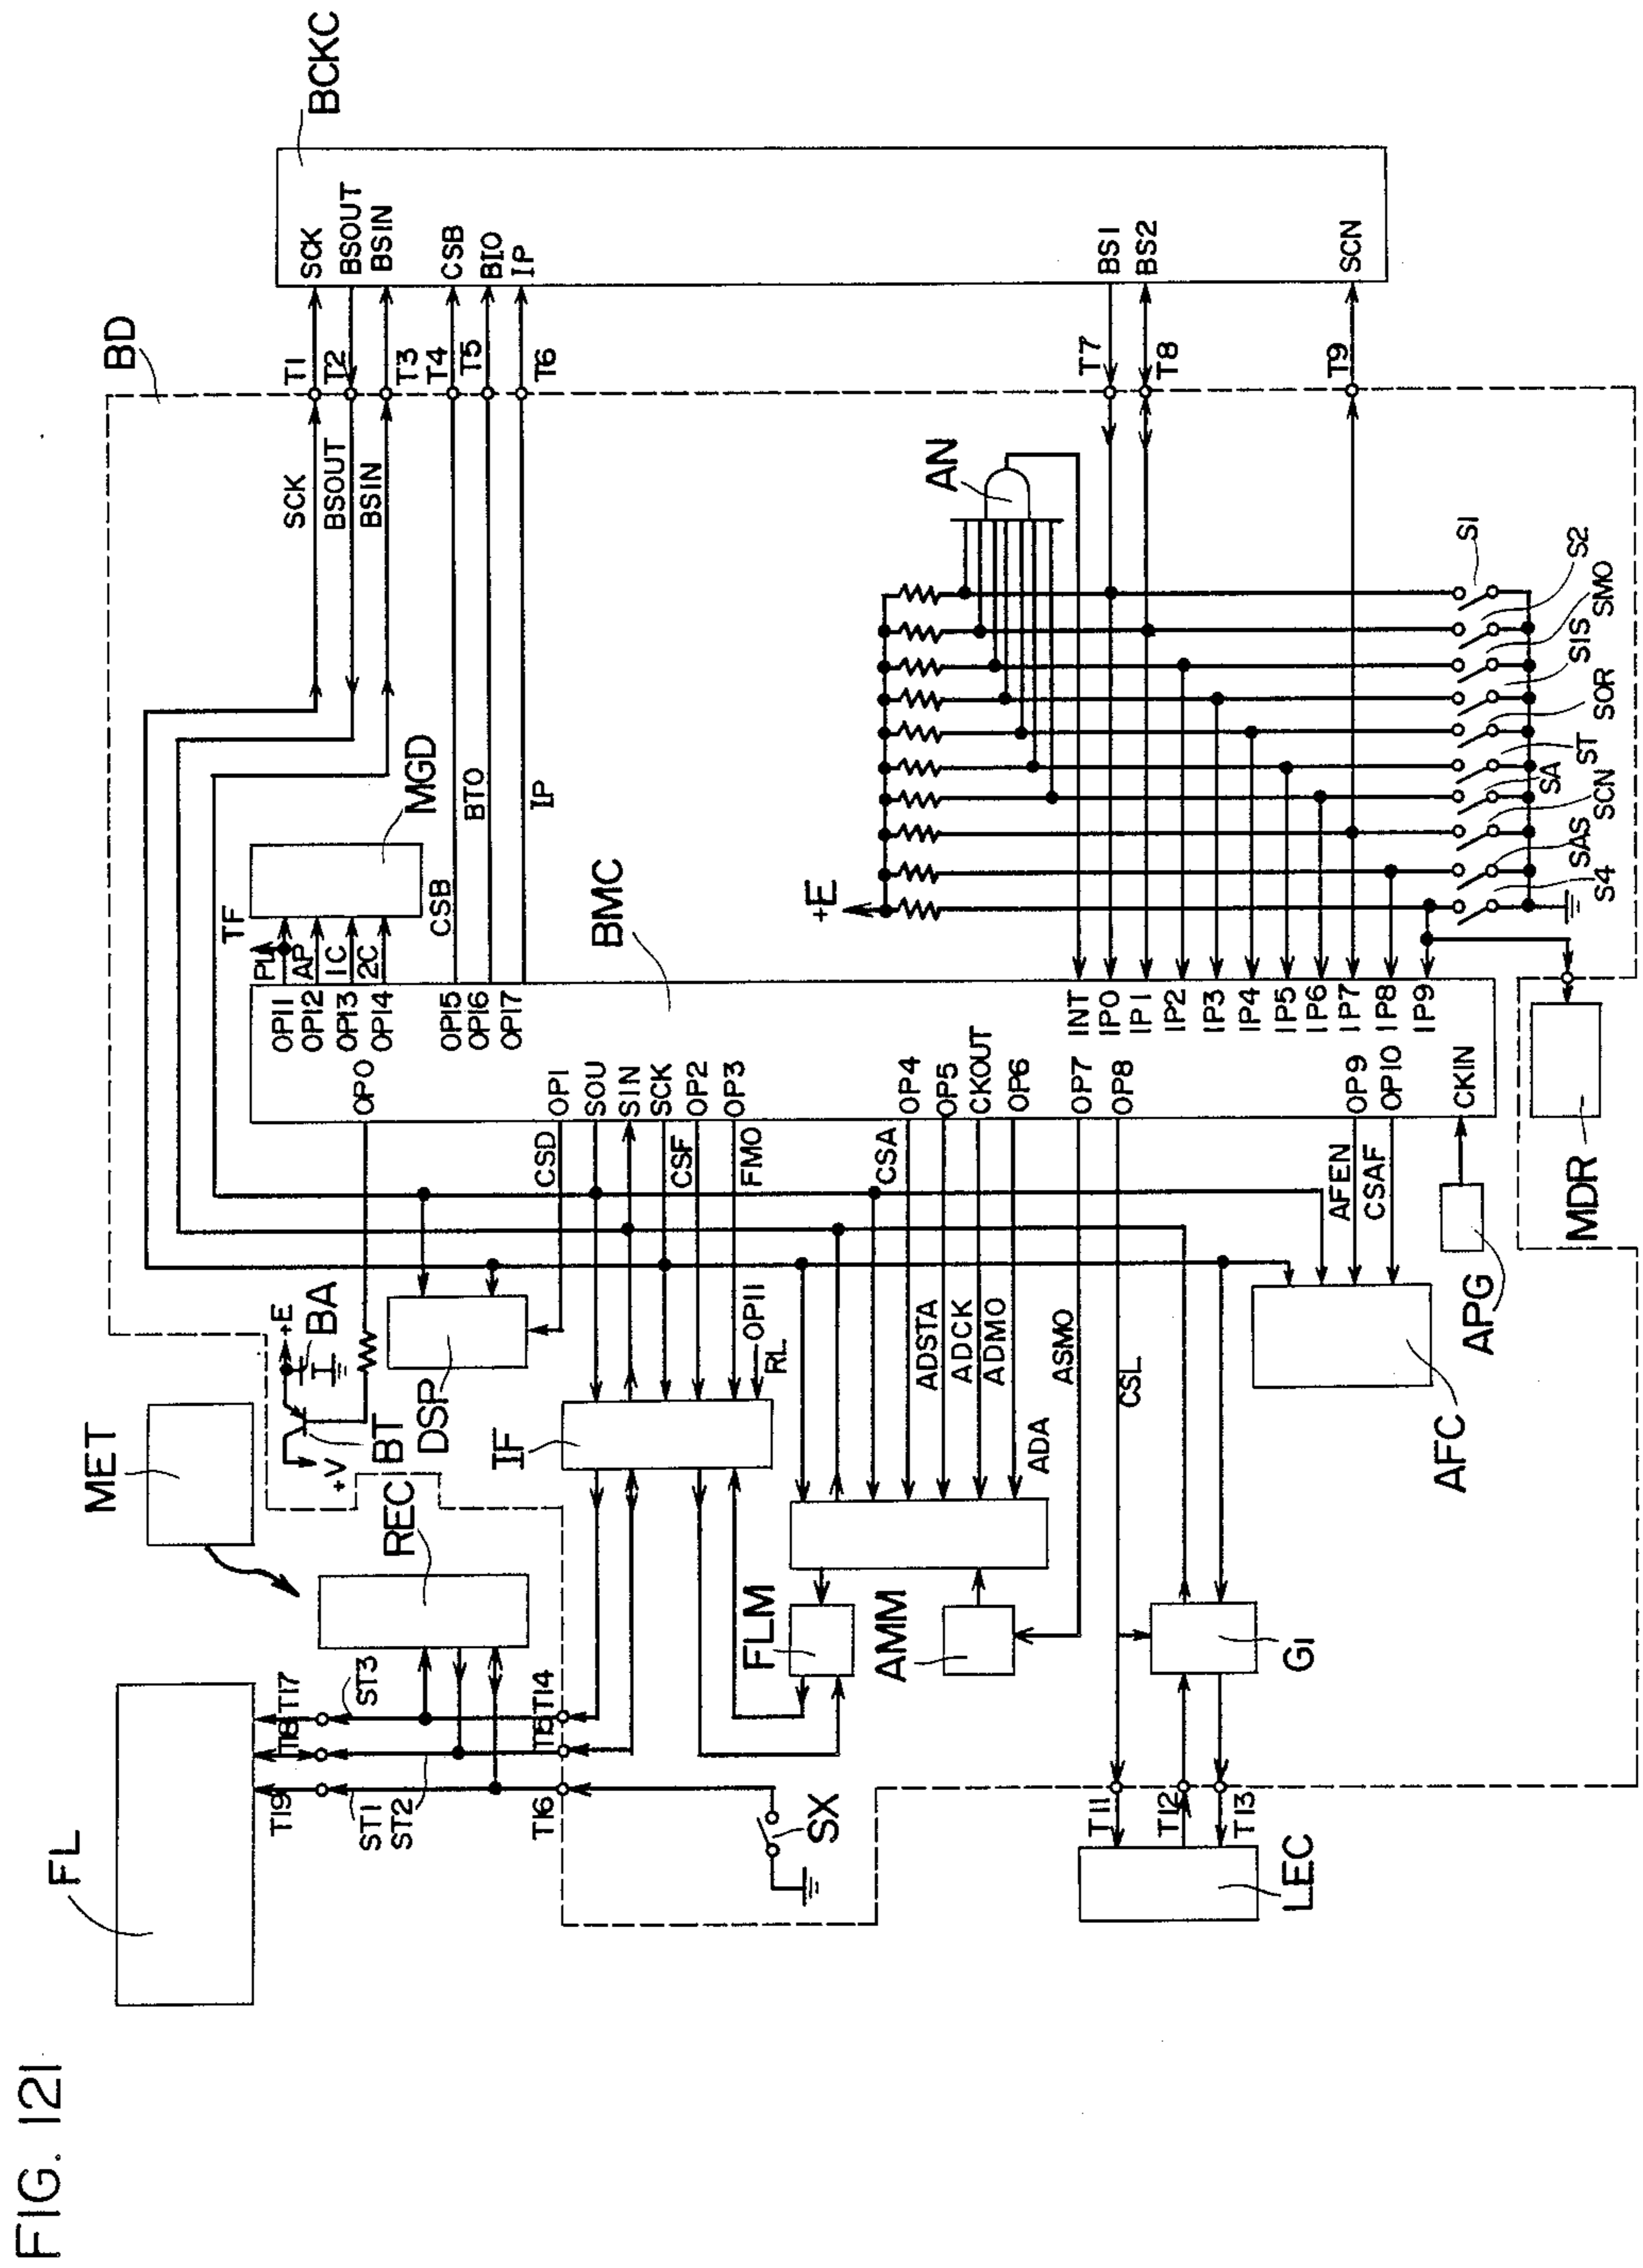 FIG. 121
FL
MET
BD
BCKC
T19
T18
T17
ST3
ST1
ST2
T16
T15
T14
REC
+V
BT
BA
+E
DSP
IF
OP11
RL
SX
FLM
AMM
ADA
LEC
T11
T12
T13
G1
AFC
APG
MDR
CSD
CSF
FMO
CSA
ADSTA
ADCK
ADMO
ASMO
CSL
AFEN
CSAF
OP0
OP1
SOU
SIN
SCK
OP2
OP3
OP4
OP5
CKOUT
OP6
OP7
OP8
OP9
OP10
CKIN
BMC
OP11
OP12
OP13
OP14
OP15
OP16
OP17
INT
IP0
IP1
IP2
IP3
IP4
IP5
IP6
IP7
IP8
IP9
TF
AP
1C
2C
MGD
CSB
BTO
IP
+E
AN
S1
S2
SMO
SIS
SOR
ST
SA
SCN
SAS
S4
SCK
BSOUT
BSIN
T1
T2
T3
T4
T5
T6
T7
T8
T9
SCK
BSOUT
BSIN
CSB
BIO
IP
BS1
BS2
SCN